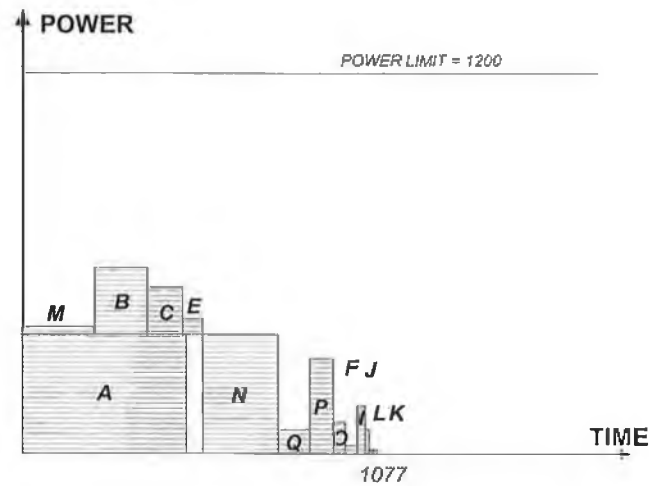 POWER
POWER LIMIT = 1200
M B C E
A N
F J
P L K
Q O I
TIME
1077